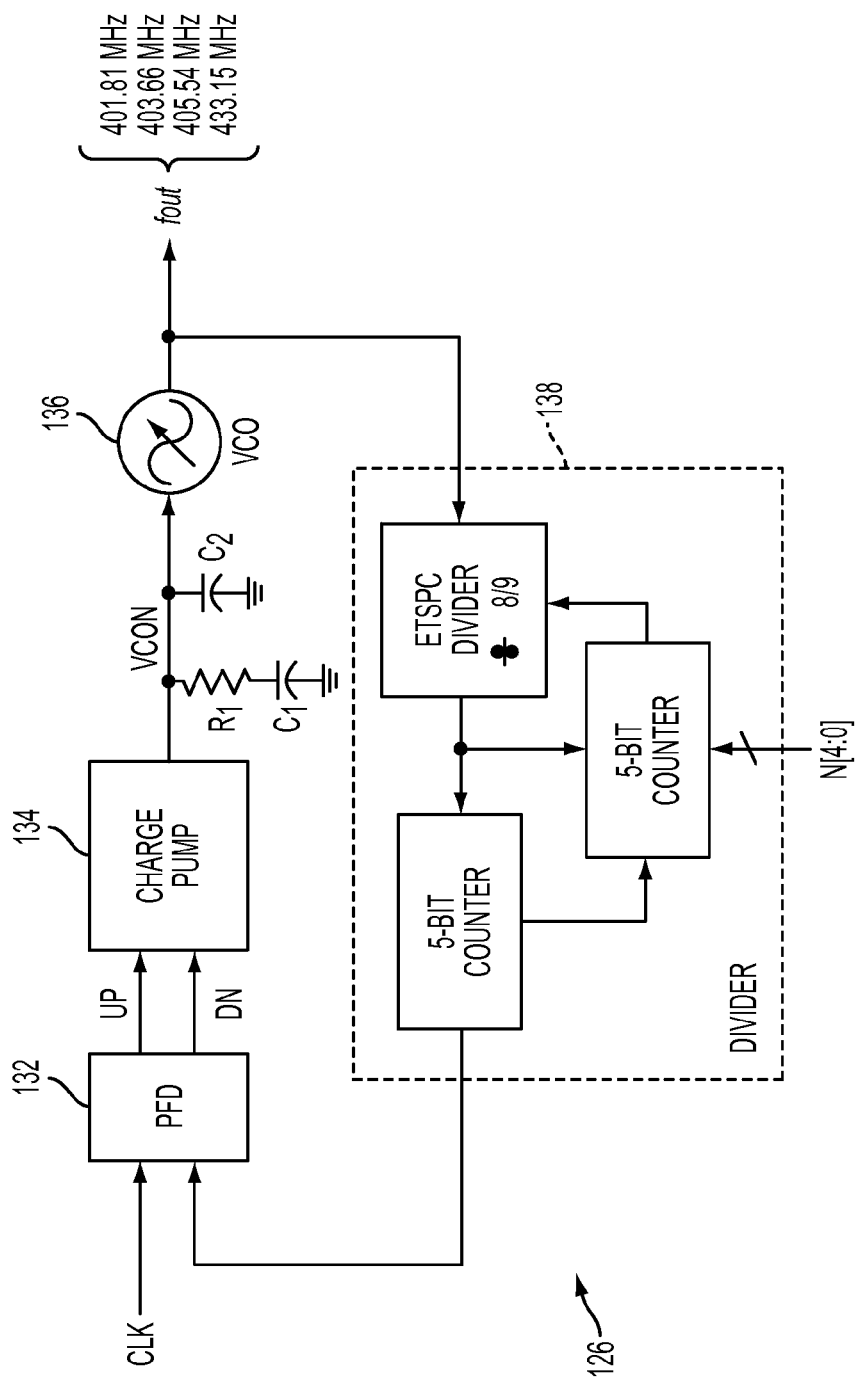 CLK
132
PFD
UP
DN
134
CHARGE
PUMP
VCON
R1
C1
C2
136
VCO
fout
401.81 MHz
403.66 MHz
405.54 MHz
433.15 MHz
138
ETSPC
DIVIDER
8/9
5-BIT
COUNTER
5-BIT
COUNTER
N[4:0]
DIVIDER
126